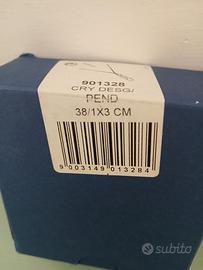 901328
CRY DESG/
PEND
38/1X3 CM
9 003149 013284
subito